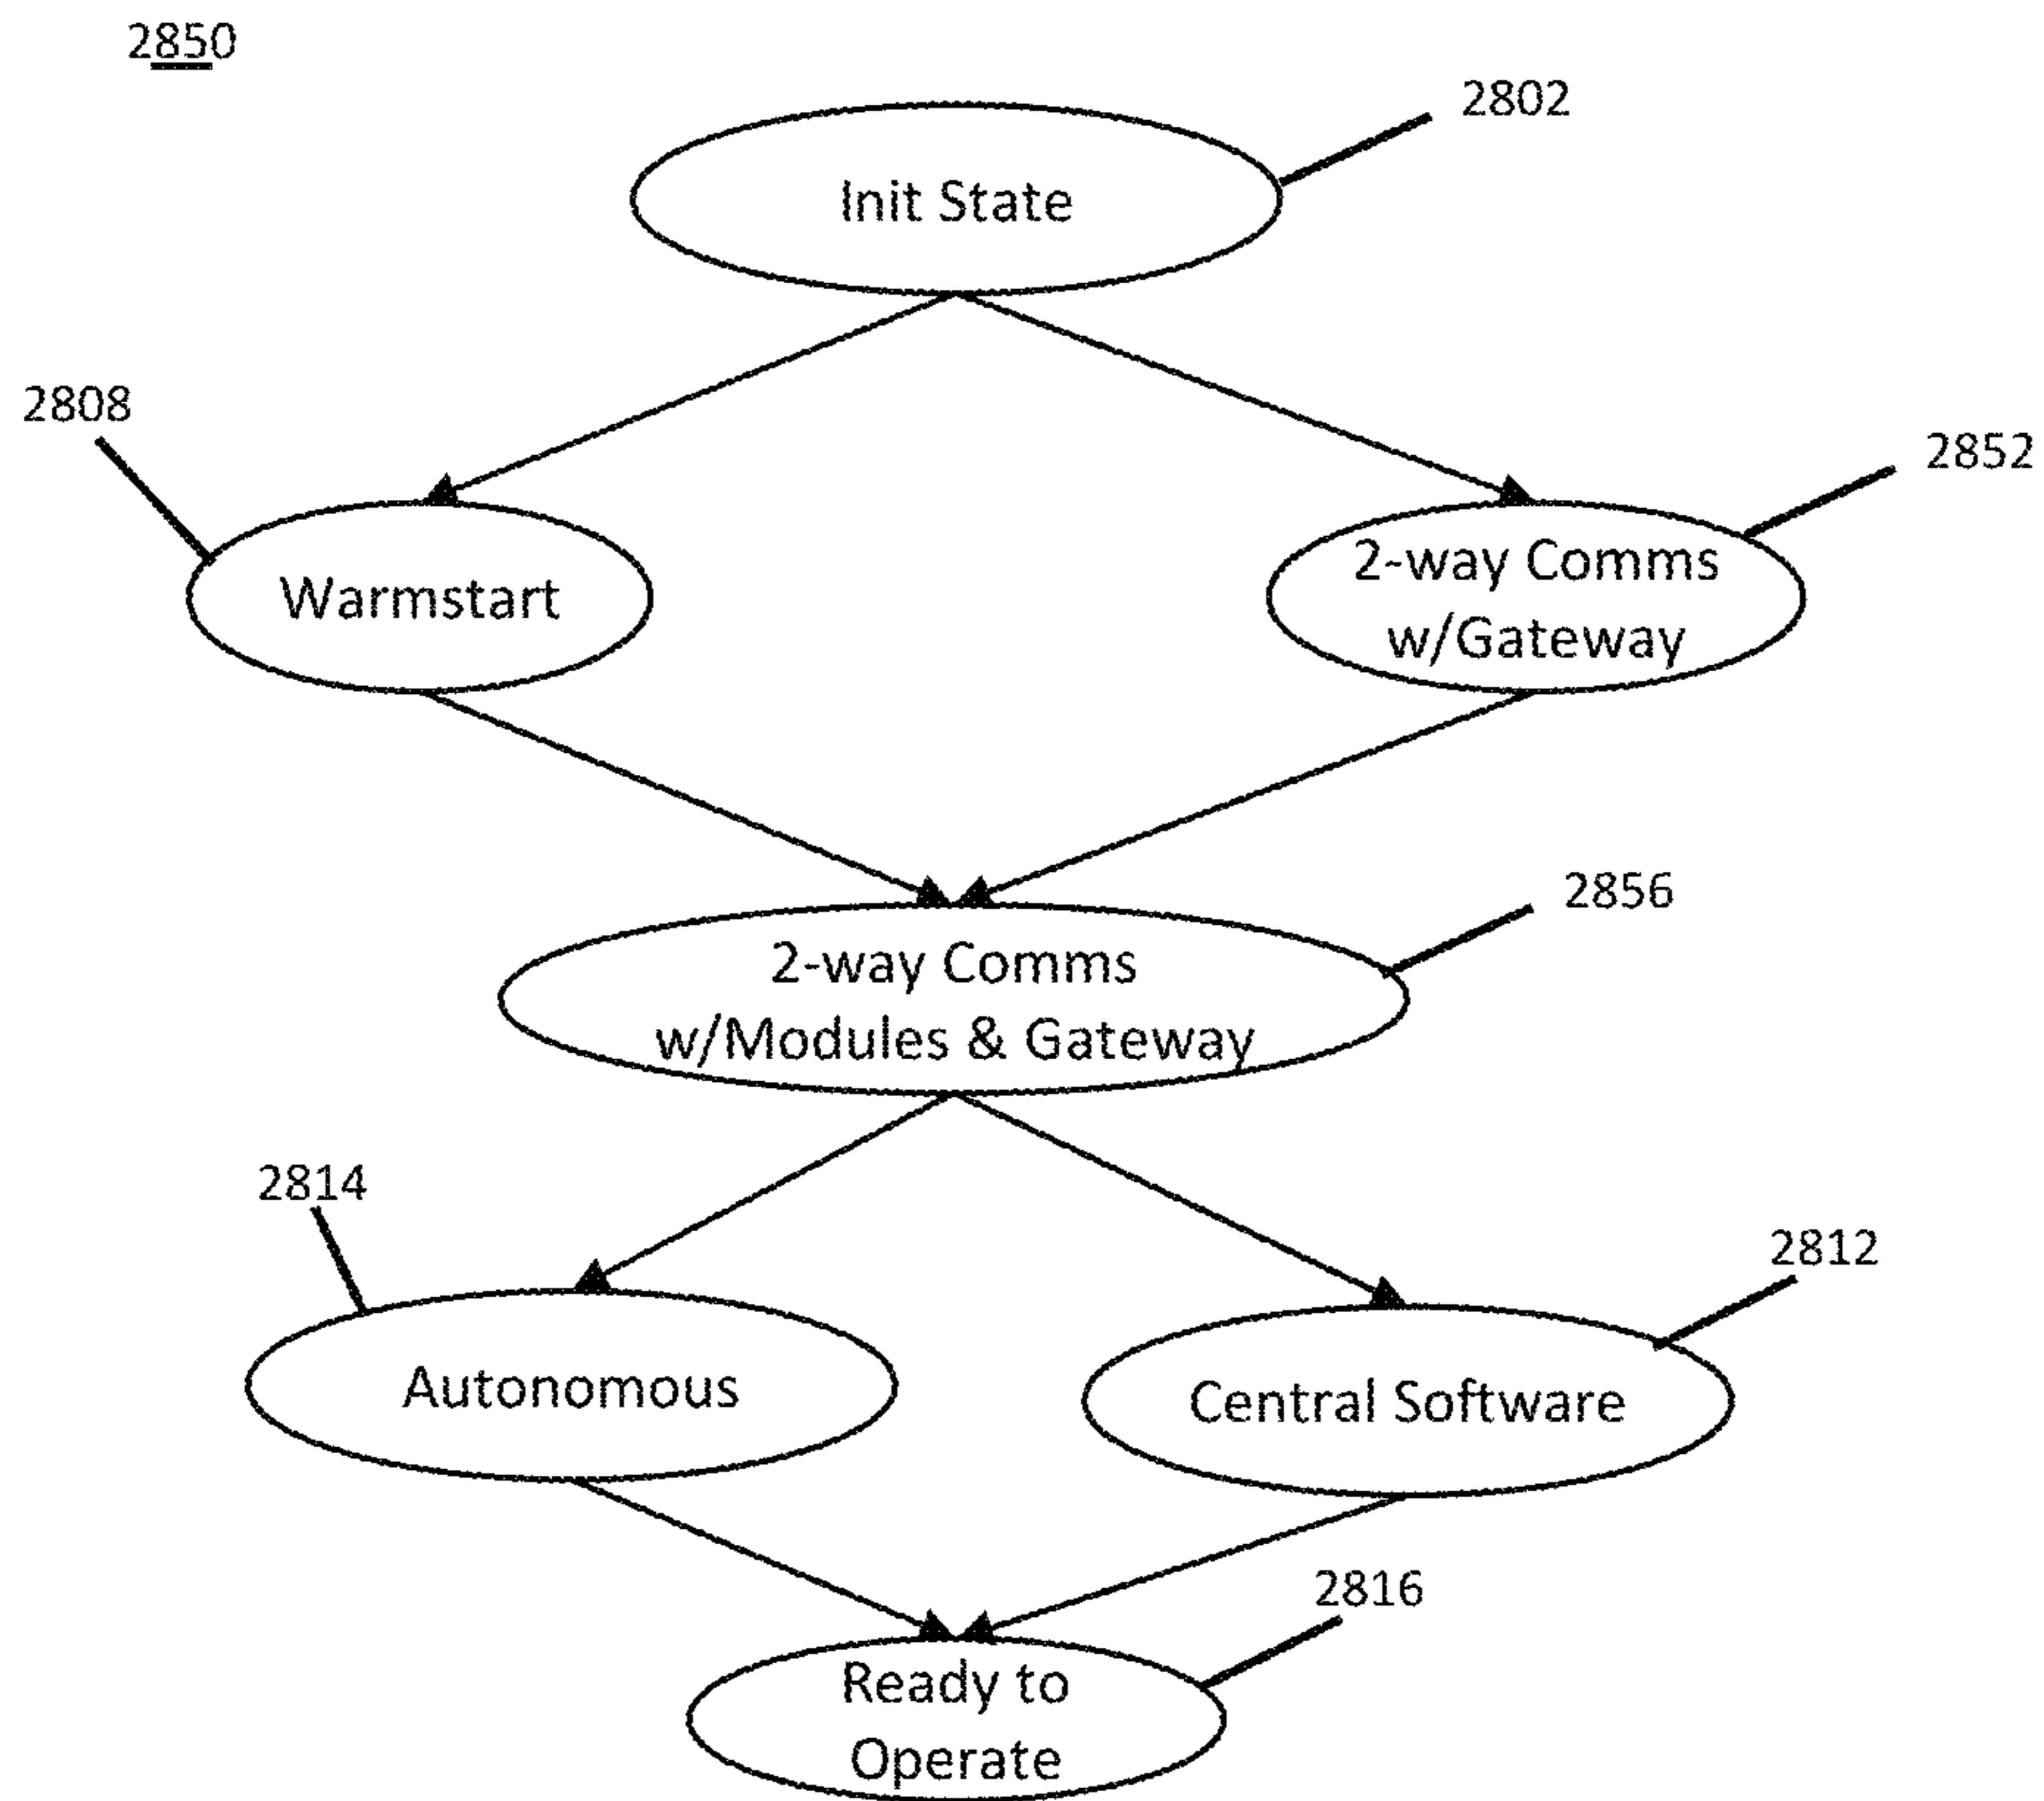 2850
2802
Init State
2808
2852
Warmstart
2-way Comms
w/Gateway
2856
2-way Comms
w/Modules & Gateway
2814
2812
Autonomous
Central Software
2816
Ready to
Operate